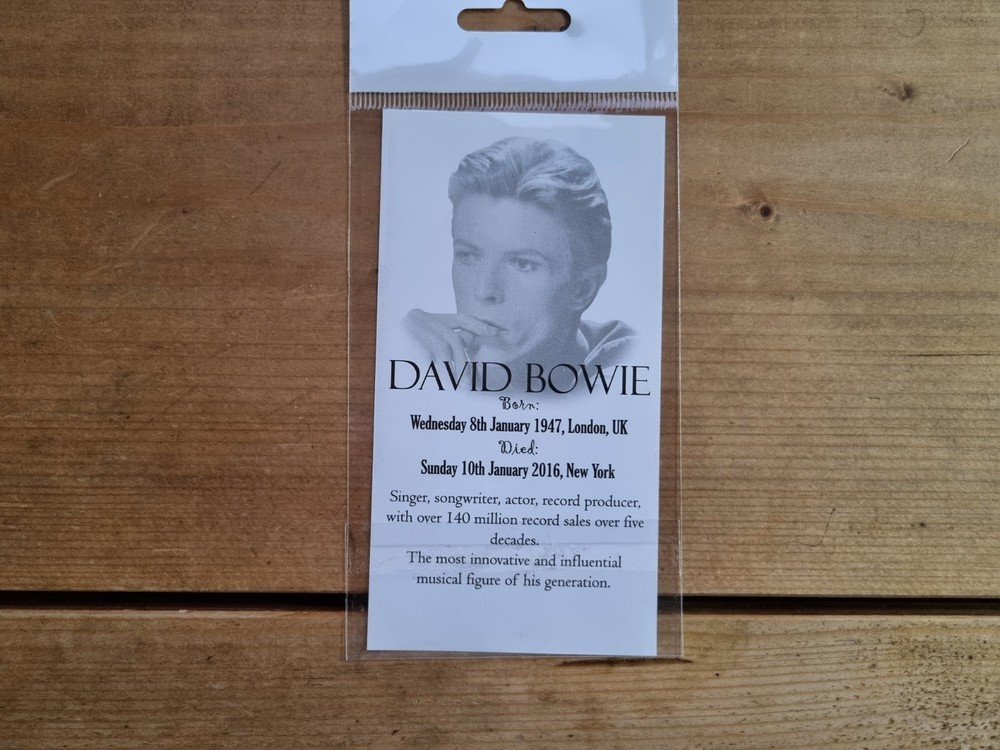 DAVID BOWIE
Born:
Wednesday 8th January 1947, London, UK
Died:
Sunday 10th January 2016, New York
Singer, songwriter, actor, record producer,
with over 140 million record sales over five
decades.
The most innovative and influential
musical figure of his generation.